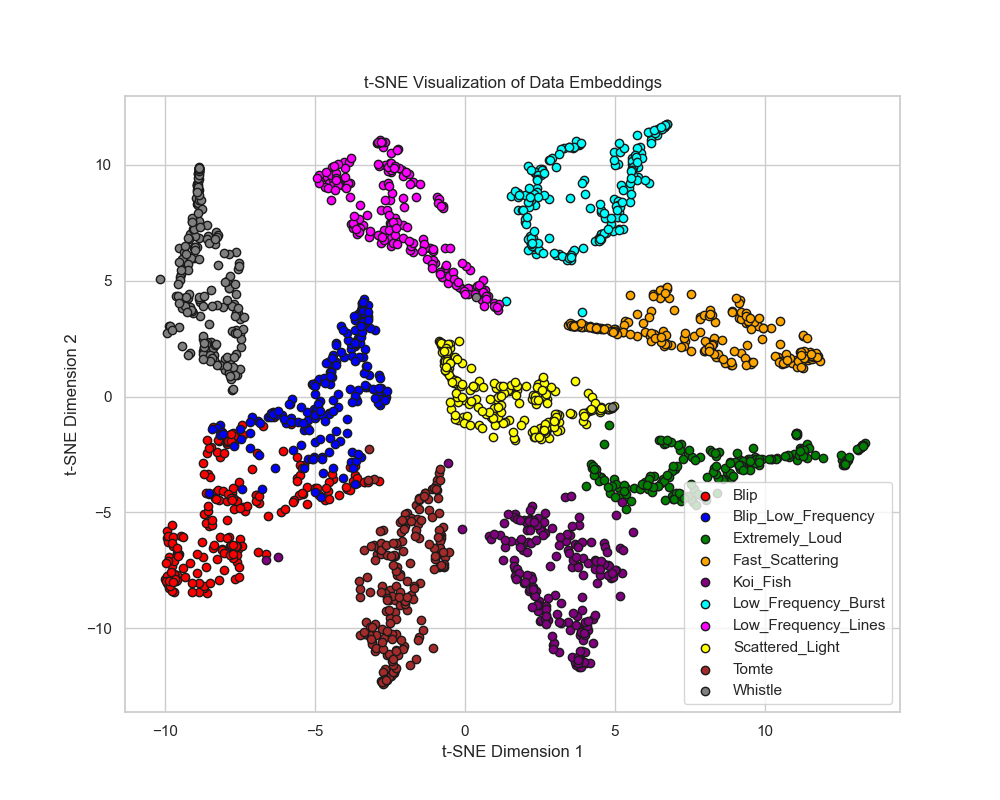 t-SNE Visualization of Data Embeddings
10
5
0
−5
−10
t-SNE Dimension 2
−10
−5
0
5
10
t-SNE Dimension 1
Blip
Blip_Low_Frequency
Extremely_Loud
Fast_Scattering
Koi_Fish
Low_Frequency_Burst
Low_Frequency_Lines
Scattered_Light
Tomte
Whistle